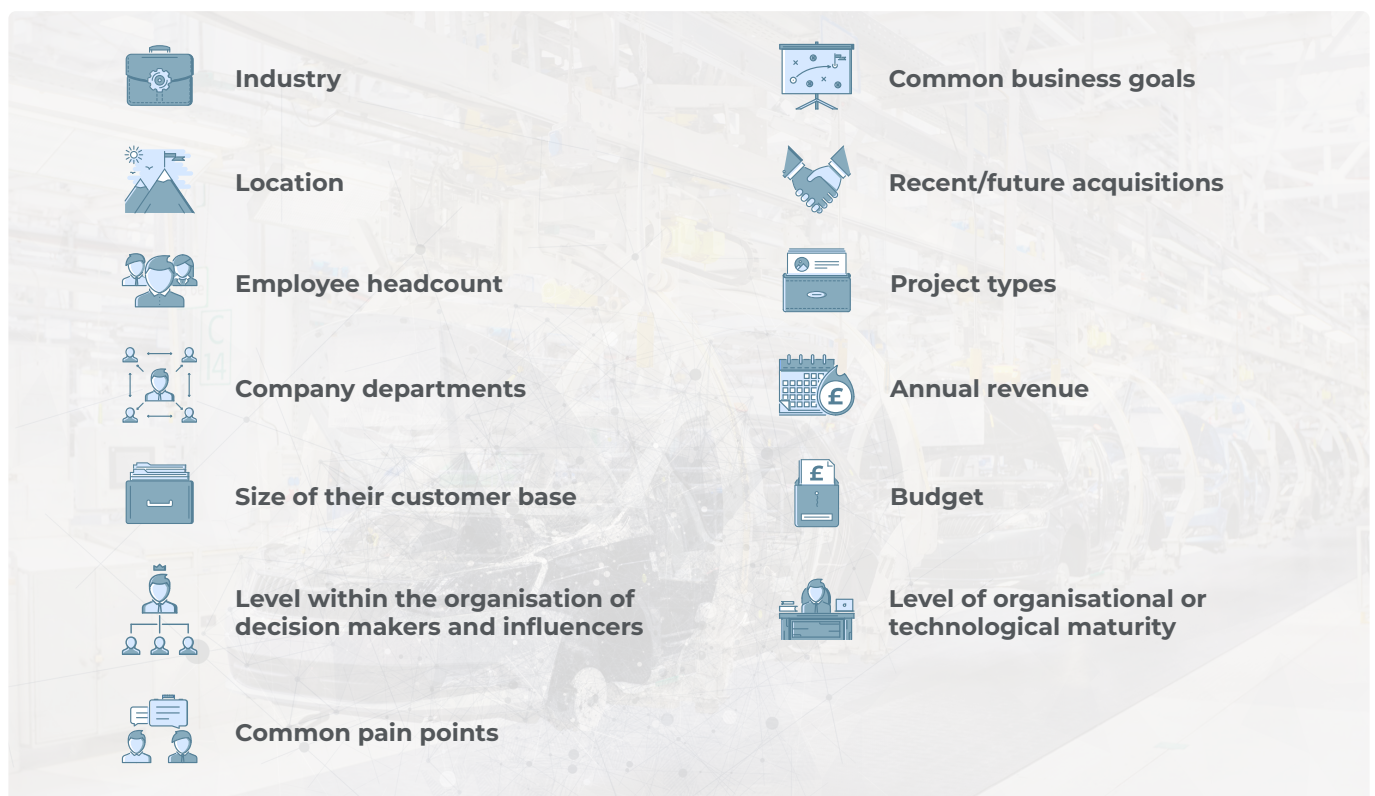 Industry
Location
Employee headcount
Company departments
Size of their customer base
Level within the organisation of
decision makers and influencers
Common pain points
Common business goals
Recent/future acquisitions
Project types
Annual revenue
£
£
Budget
Level of organisational or
technological maturity
C
14